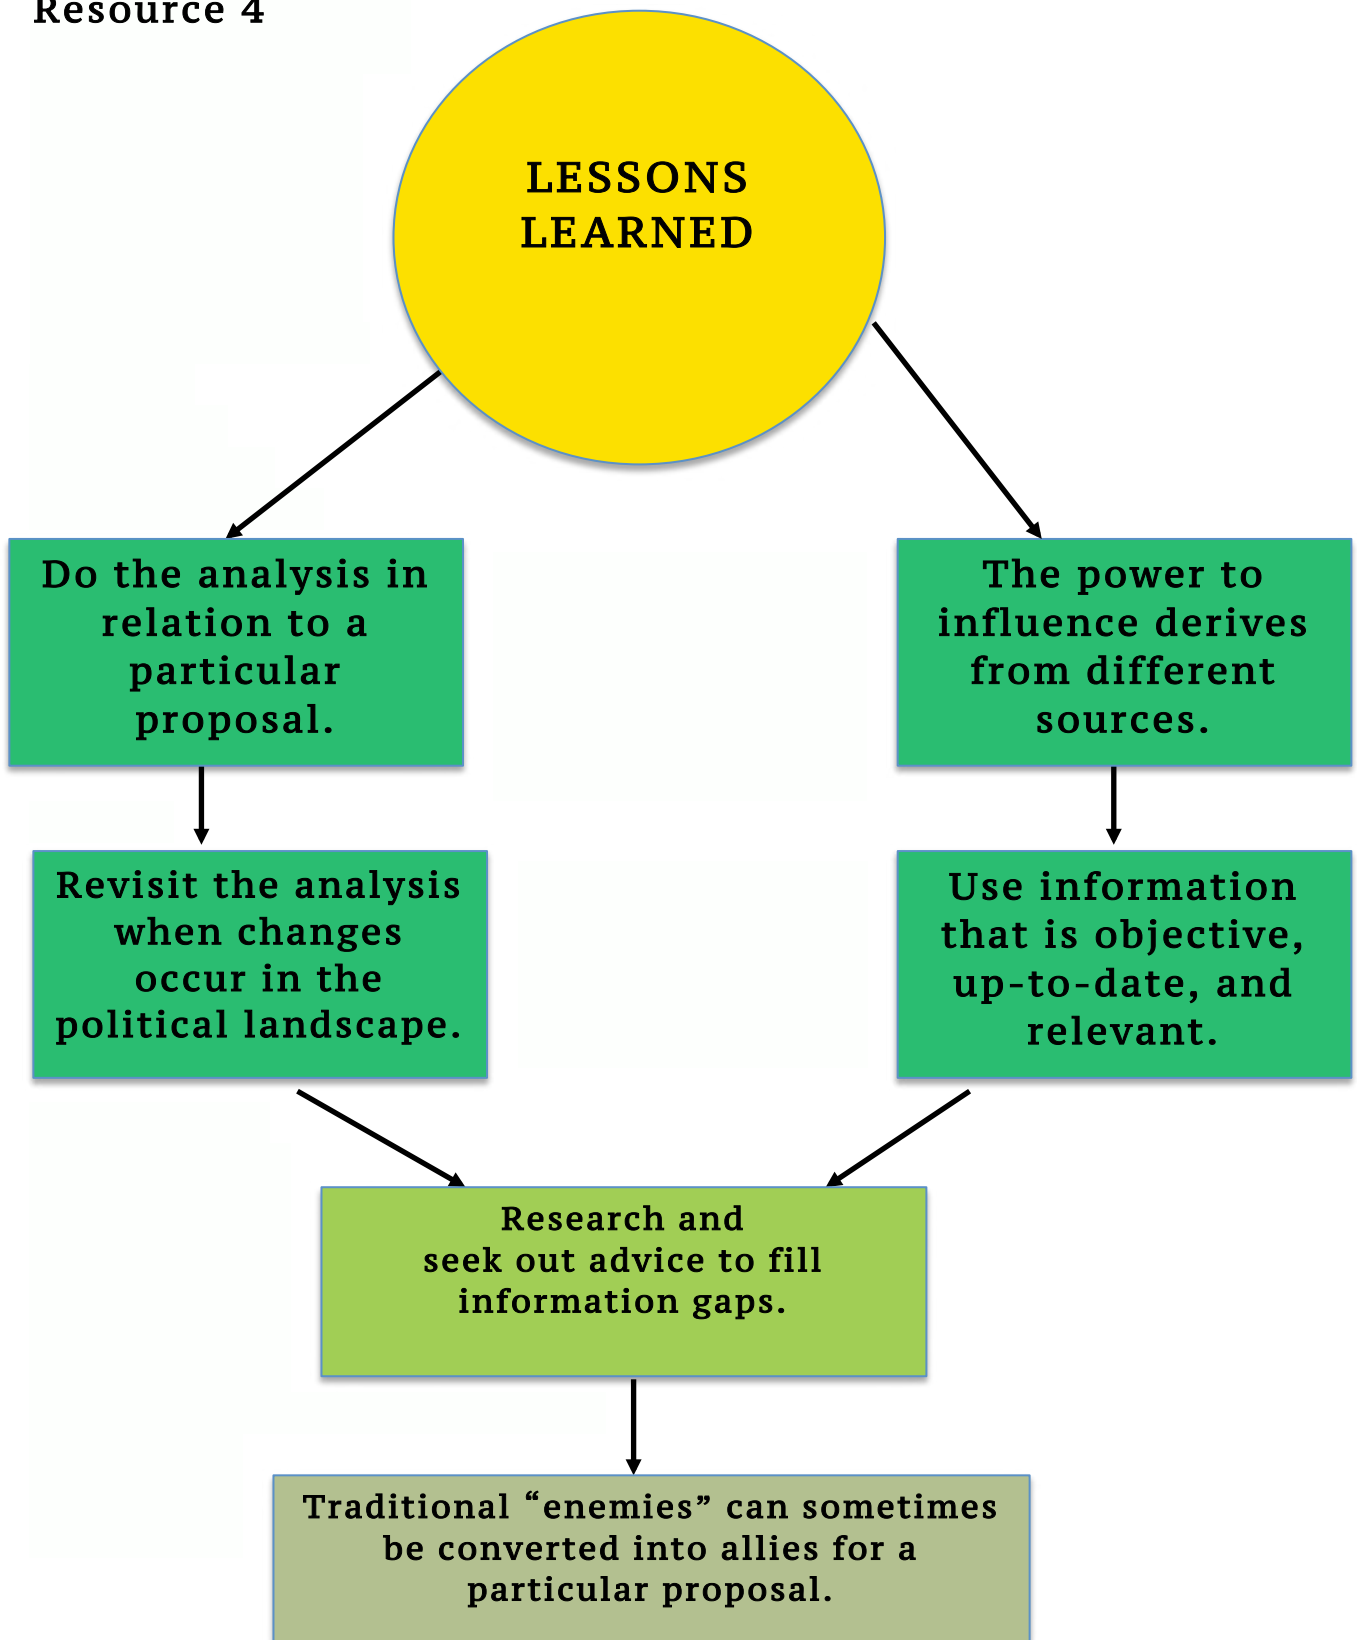 Resource 4
LESSONS
LEARNED
Do the analysis in
relation to a
particular
proposal.
The power to
influence derives
from different
sources.
Revisit the analysis
when changes
occur in the
political landscape.
Use information
that is objective,
up-to-date, and
relevant.
Research and
seek out advice to fill
information gaps.
Traditional “enemies” can sometimes
be converted into allies for a
particular proposal.